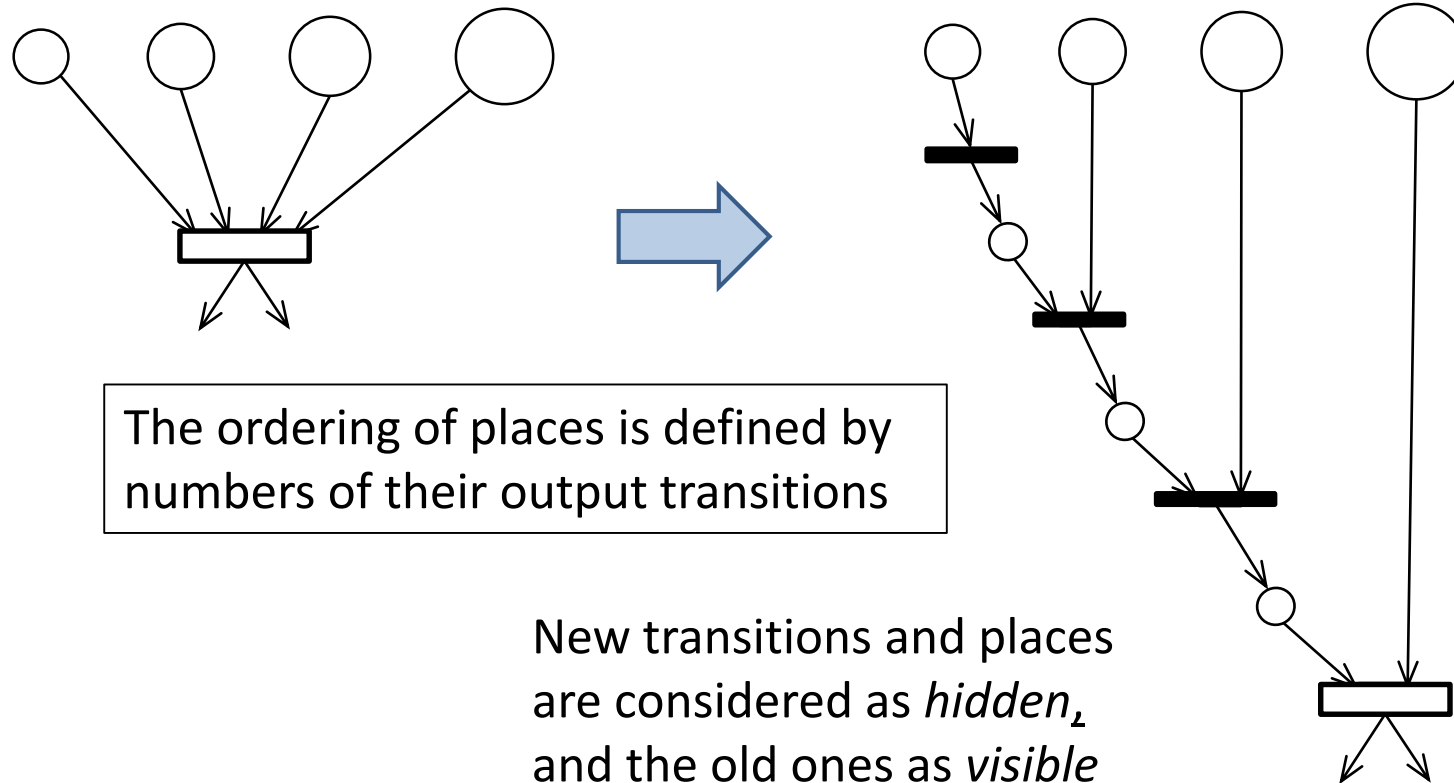 The ordering of places is defined by
numbers of their output transitions
New transitions and places
are considered as hidden,
and the old ones as visible